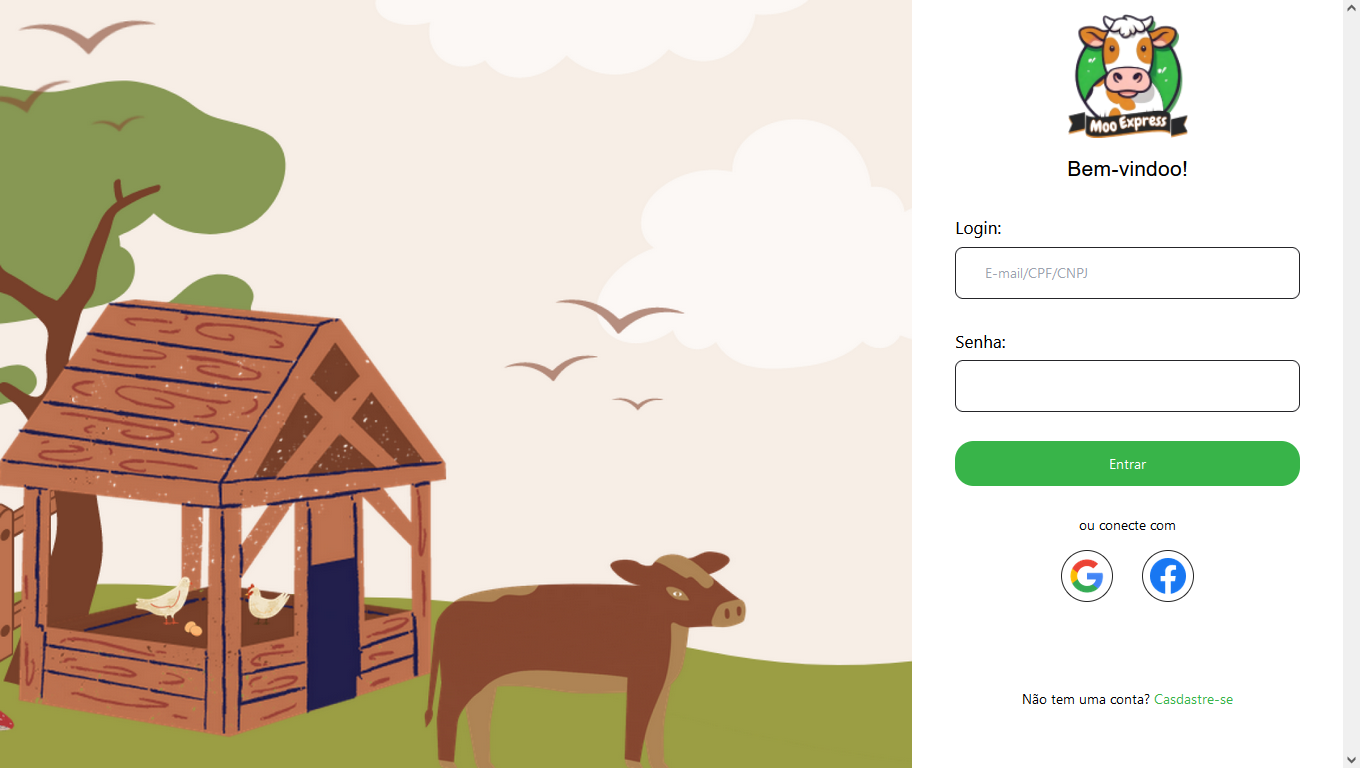 Moo Express
Bem-vindoo!
Login:
E-mail/CPF/CNPJ
Senha:
Entrar
ou conecte com
Não tem uma conta? Casdastre-se